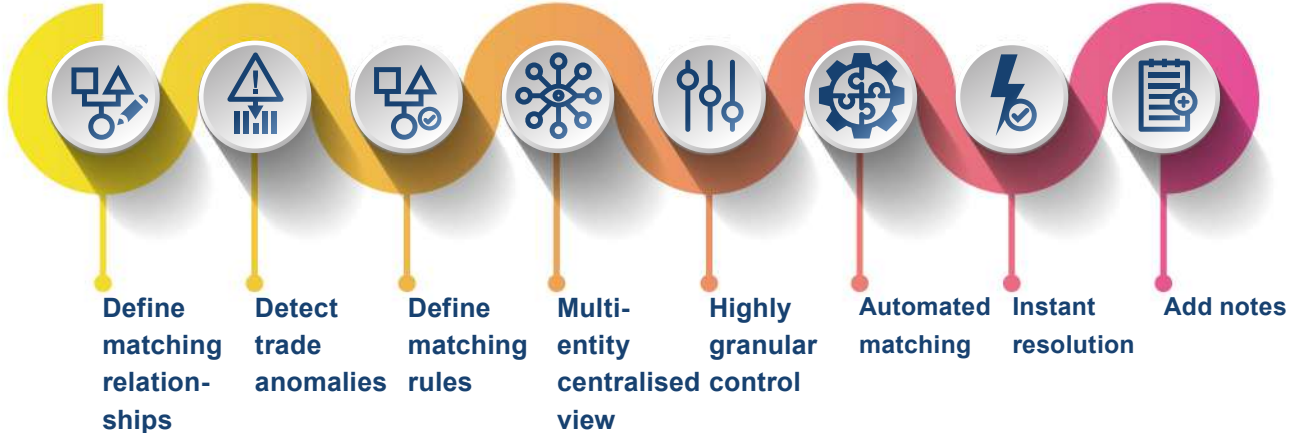 Define
matching
relation-
ships
Detect
trade
anomalies
Define
matching
rules
Multi-
entity
centralised
view
Highly
granular
control
Automated
matching
Instant
resolution
Add notes